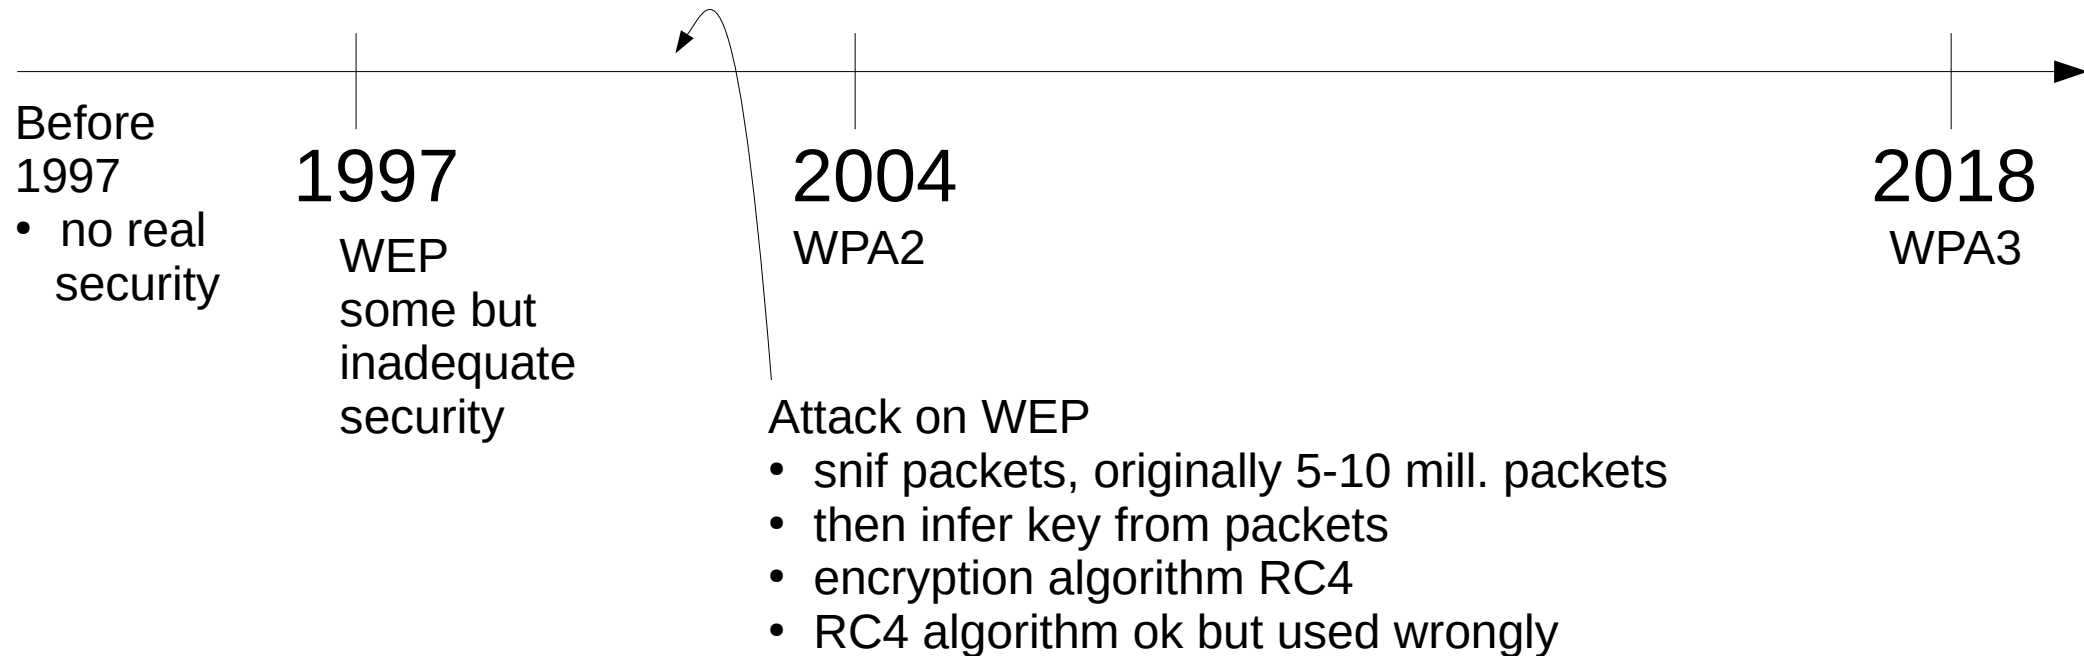 Before
1997
• no real
security
1997
WEP
some but
inadequate
security
2004
WPA2
2018
WPA3
Attack on WEP
• snif packets, originally 5-10 mill. packets
• then infer key from packets
• encryption algorithm RC4
• RC4 algorithm ok but used wrongly